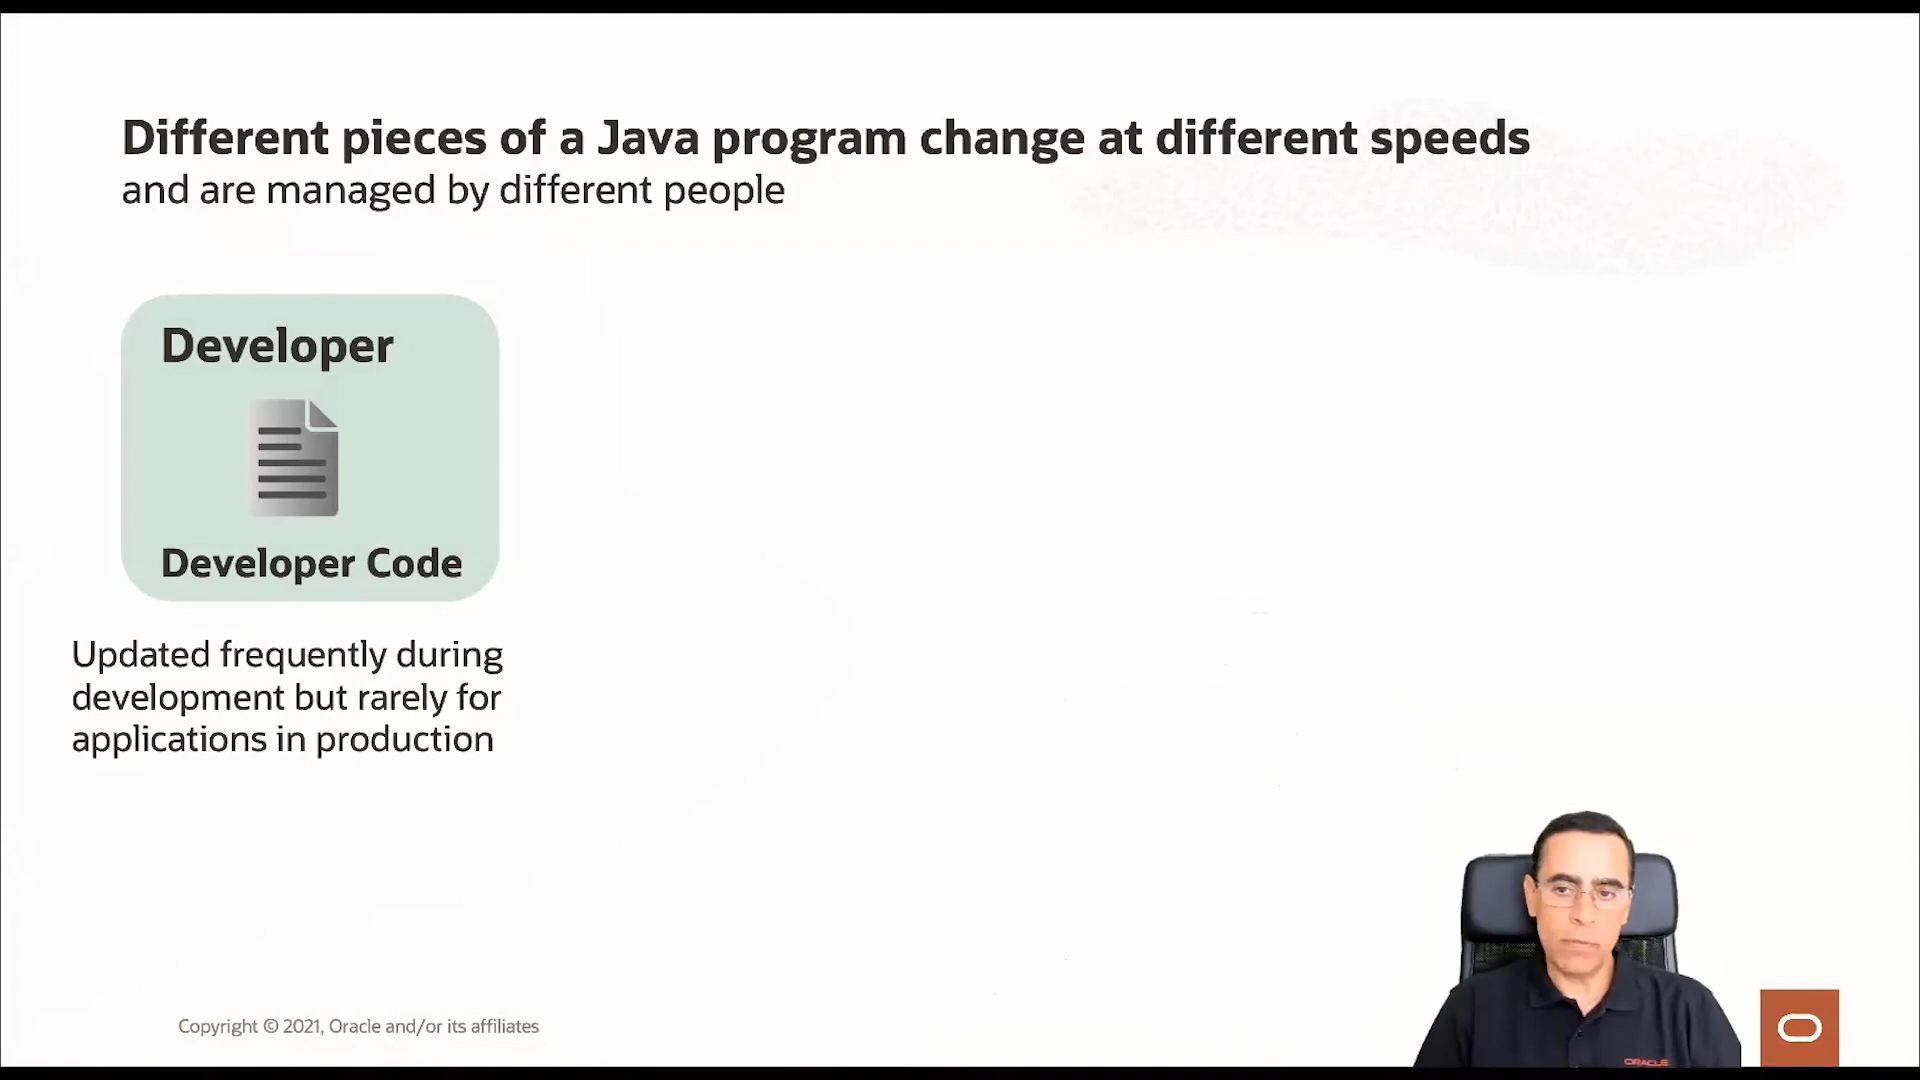 Different pieces of a Java program change at different speeds
and are managed by different people
Developer
Developer Code
Updated frequently during
development but rarely for
applications in production
Copyright © 2021, Oracle and/or its affiliates
ORACLE